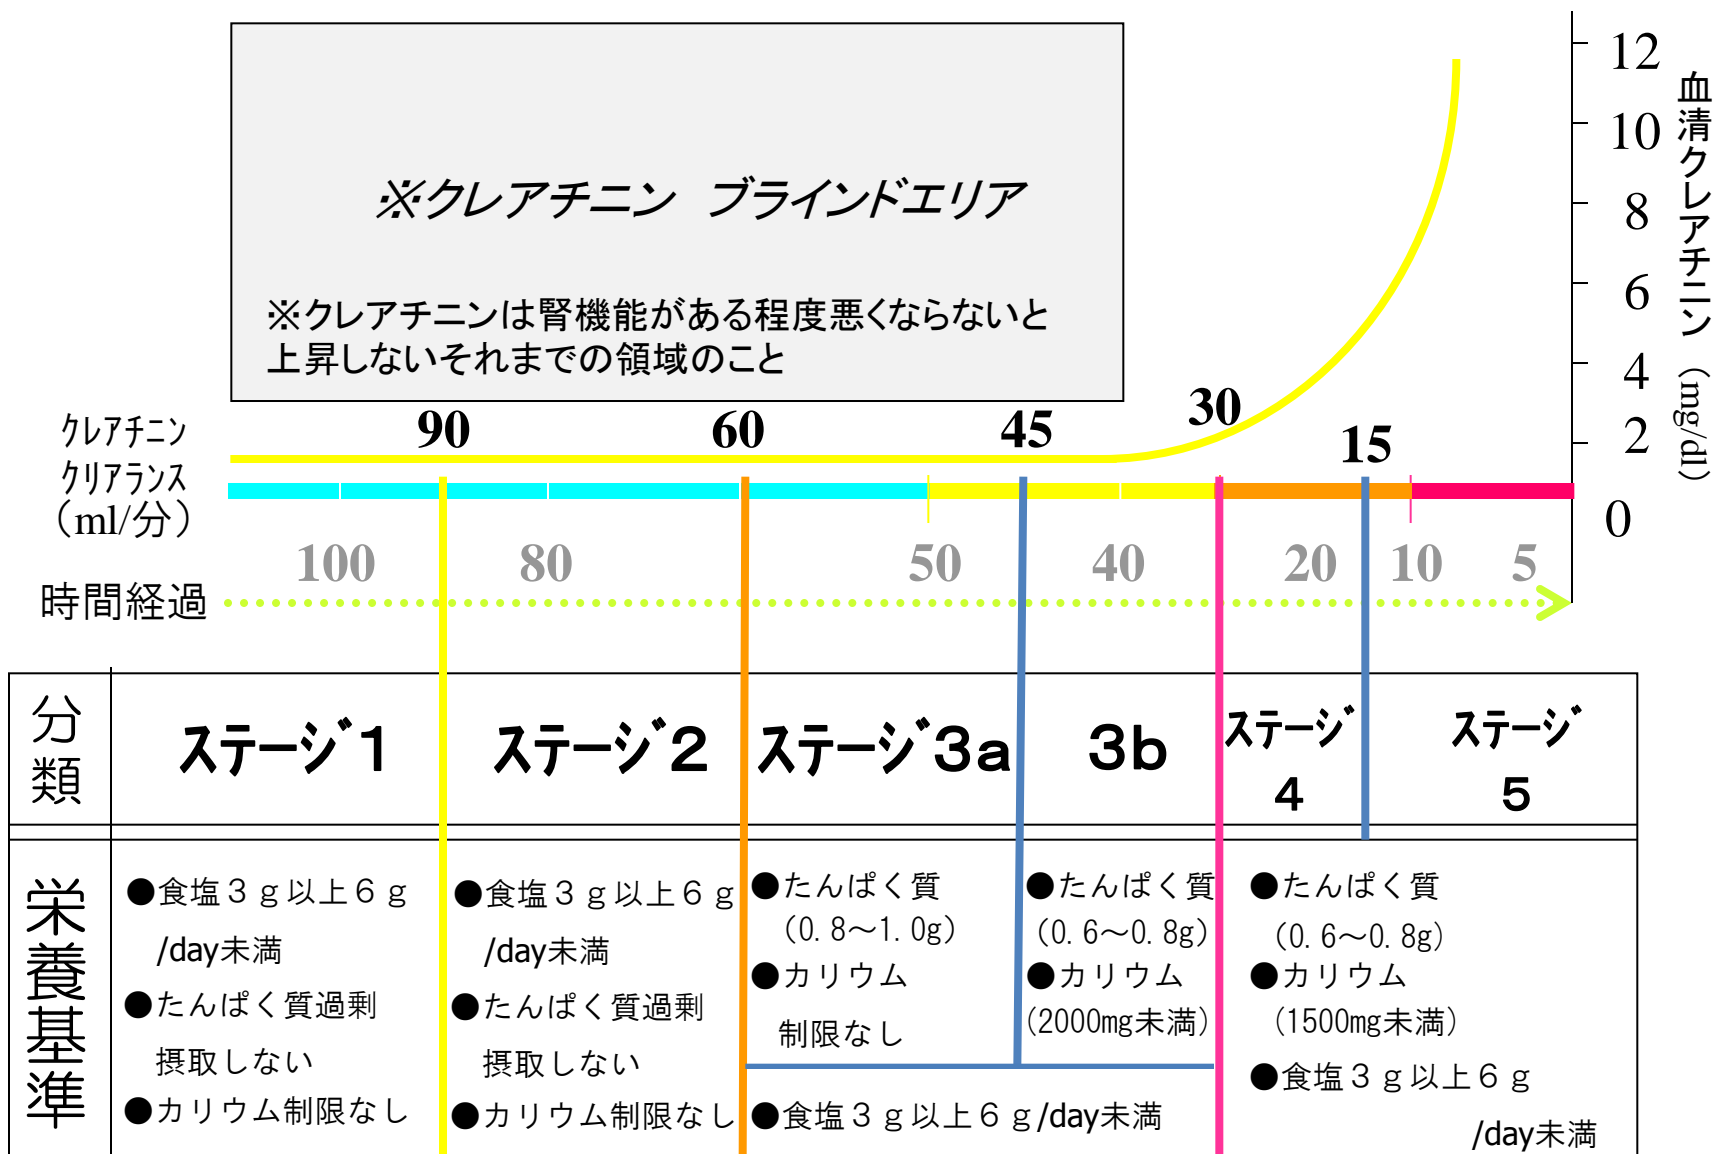 12
10
8
6
4
2
0
血清クレアチニン（mg/dl）
※クレアチニン　ブラインドエリア
※クレアチニンは腎機能がある程度悪くならないと
上昇しないそれまでの領域のこと
ｸﾚｱﾁﾆﾝ
ｸﾘｱﾗﾝｽ
（ml/分）
90 60 45 30 15
100 80 50 40 20 10 5
時間経過
分類
ｽﾃｰｼﾞ1
ｽﾃｰｼﾞ2
ｽﾃｰｼﾞ3a
3b
ｽﾃｰｼﾞ
4
ｽﾃｰｼﾞ
5
栄養基準
●食塩３ｇ以上６ｇ
/day未満
●たんぱく質過剰
摂取しない
●カリウム制限なし
●食塩３ｇ以上６ｇ
/day未満
●たんぱく質過剰
摂取しない
●カリウム制限なし
●たんぱく質
(0.8～1.0g)
●カリウム
制限なし
●たんぱく質
(0.6～0.8g)
●カリウム
(2000mg未満)
●食塩３ｇ以上６ｇ/day未満
●たんぱく質
(0.6～0.8g)
●カリウム
(1500mg未満)
●食塩３ｇ以上６ｇ
/day未満